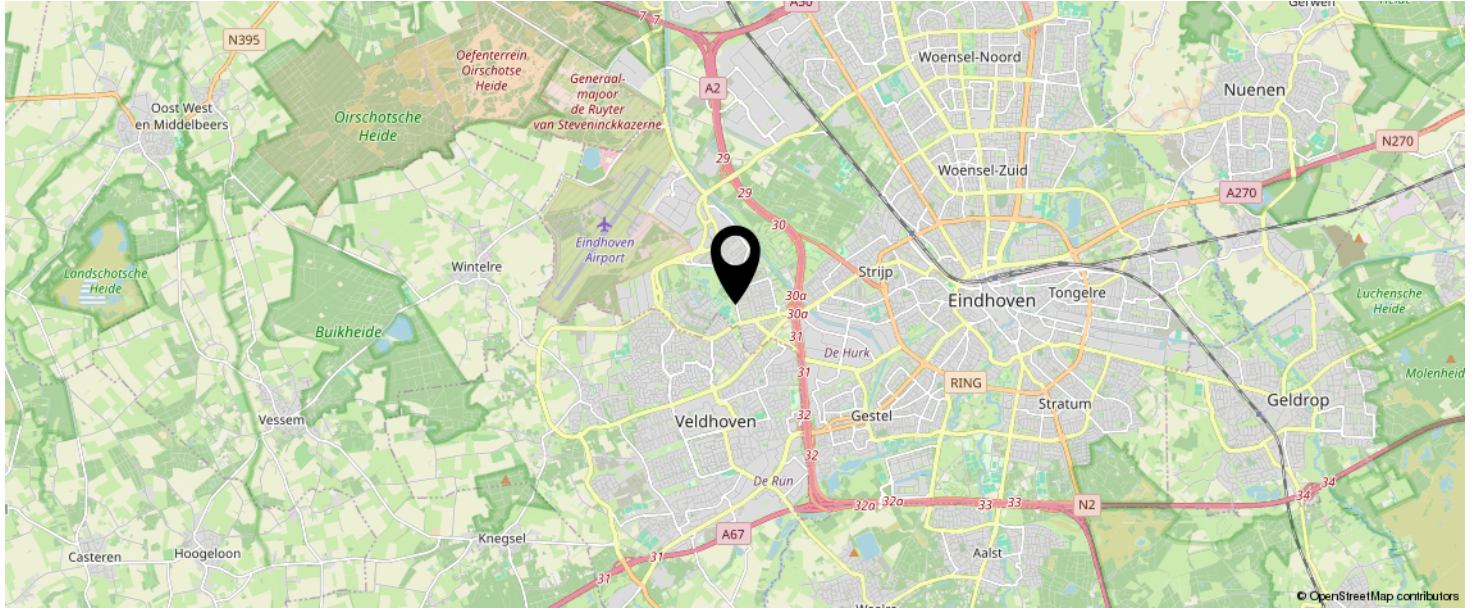 A50
Gerwen
Heide
7
7
N395
Oefenterrein
Oirschotse
Heide
Woensel-Noord
Generaal-
majoor
de Ruyter
van Steveninckkazerne
A2
Nuenen
Oost West
en Middelbeers
Oirschotsche
Heide
N270
29
Woensel-Zuid
29
A270
30
Eindhoven
Airport
Wintelre
Strijp
Landschotsche
Heide
30a
Eindhoven
Tongelre
Luchensche
Heide
30a
Buikheide
31
De Hurk
31
Molenheide
RING
Geldrop
Stratum
Vessem
Veldhoven
32
Gestel
32
De Run
34
34
32a
32a
33
33
N2
A67
Knegsel
Casteren
Hoogeloon
31
31
Aalst
© OpenStreetMap contributors